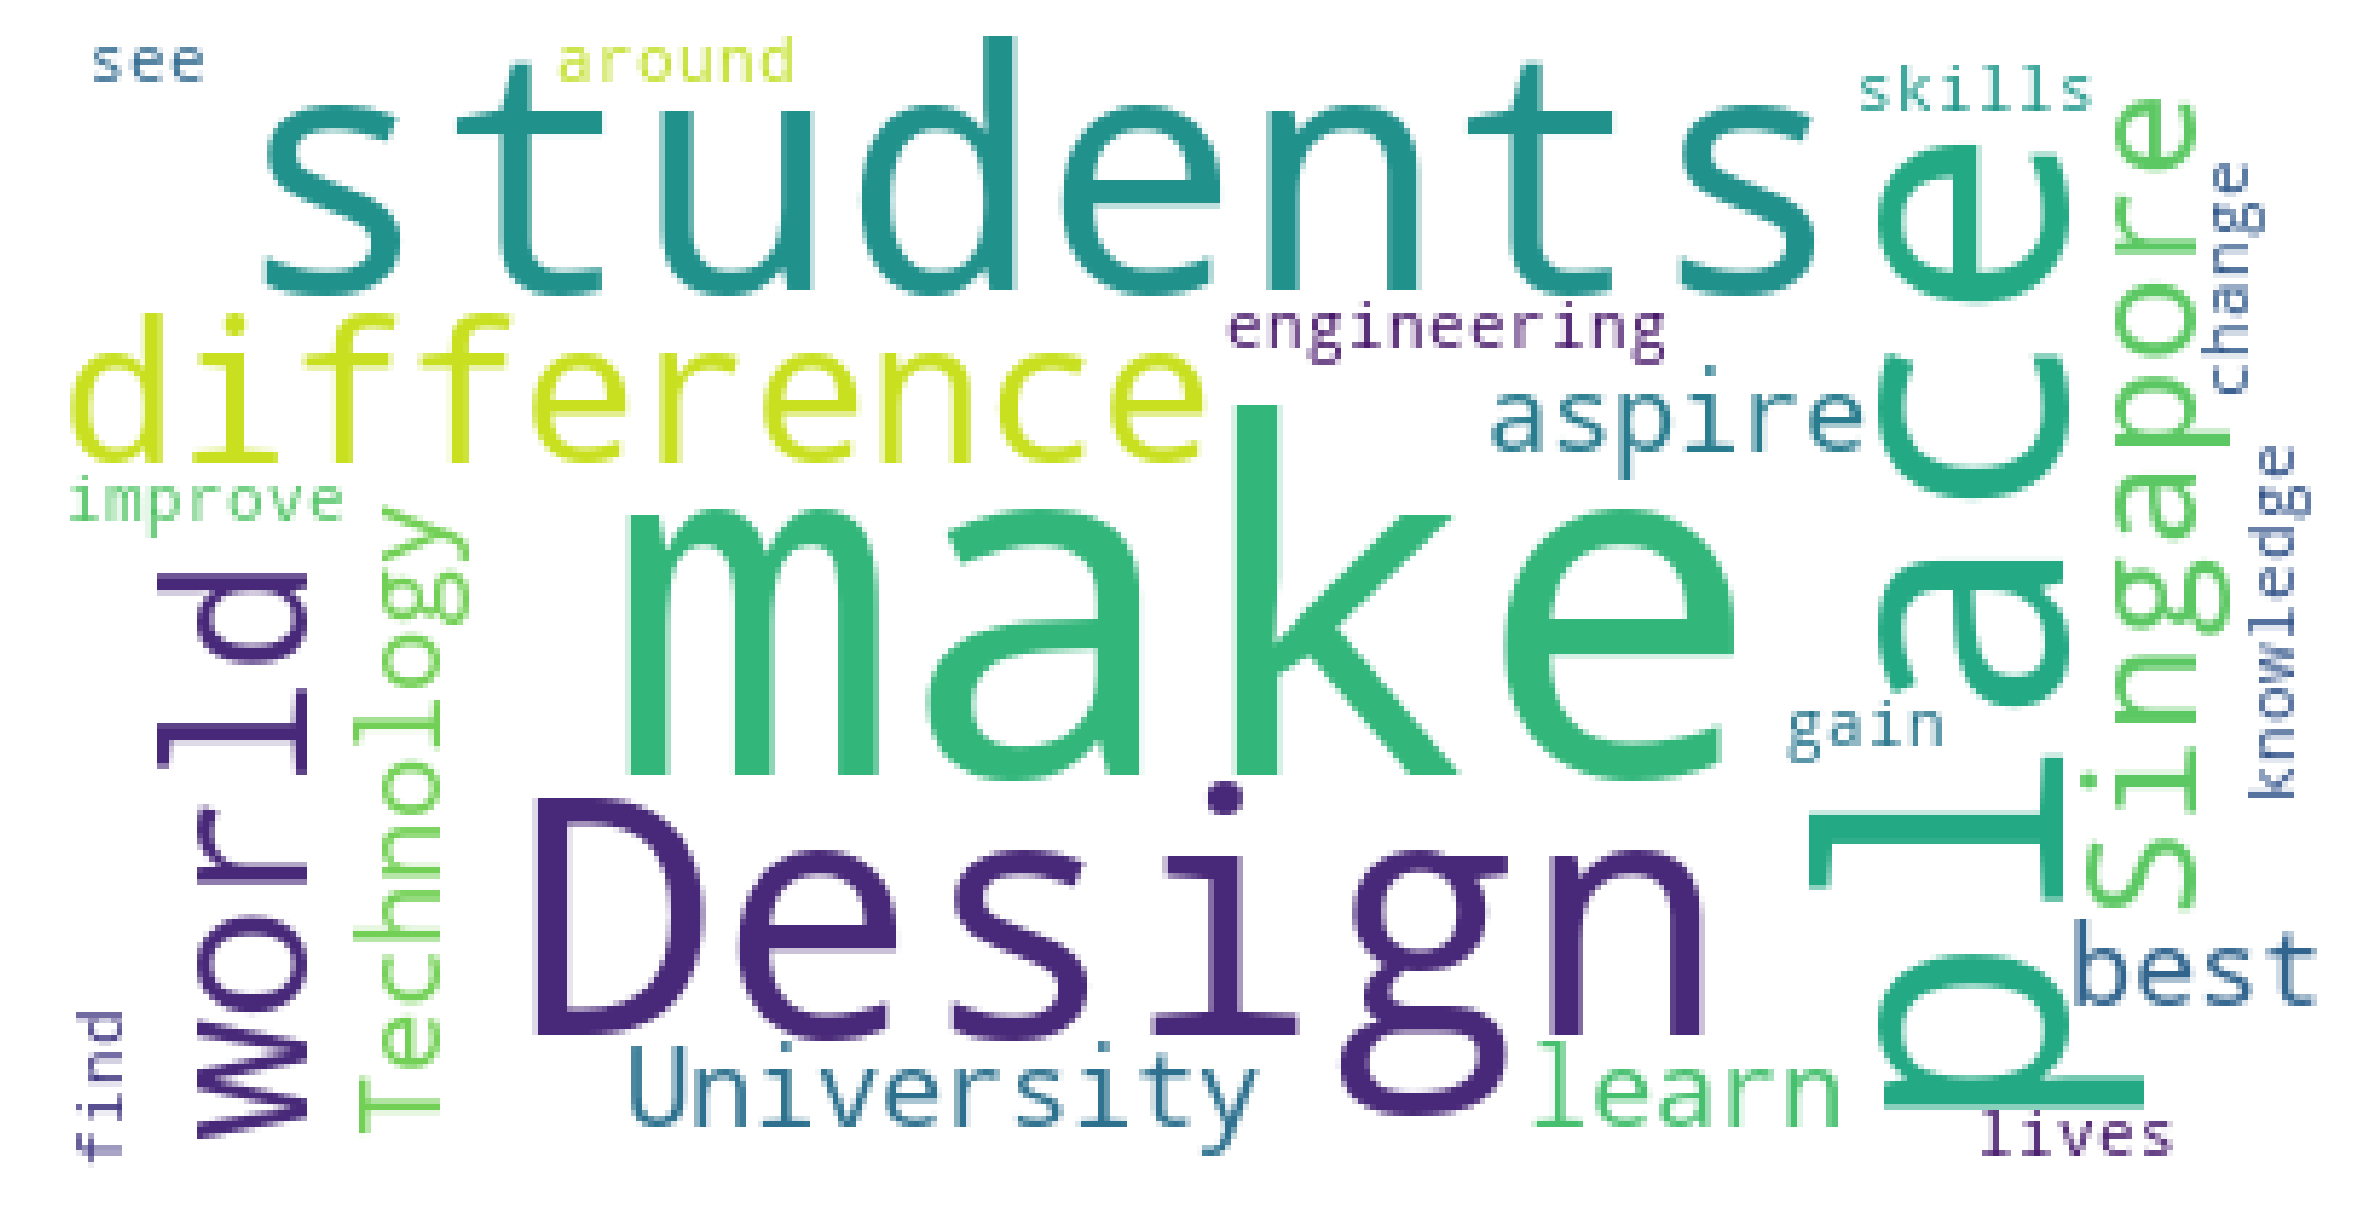 see
around
students
skills
place
Singapore
change
difference
engineering
aspire
make
improve
knowledge
Technology
world
gain
Design
best
find
University
learn
lives